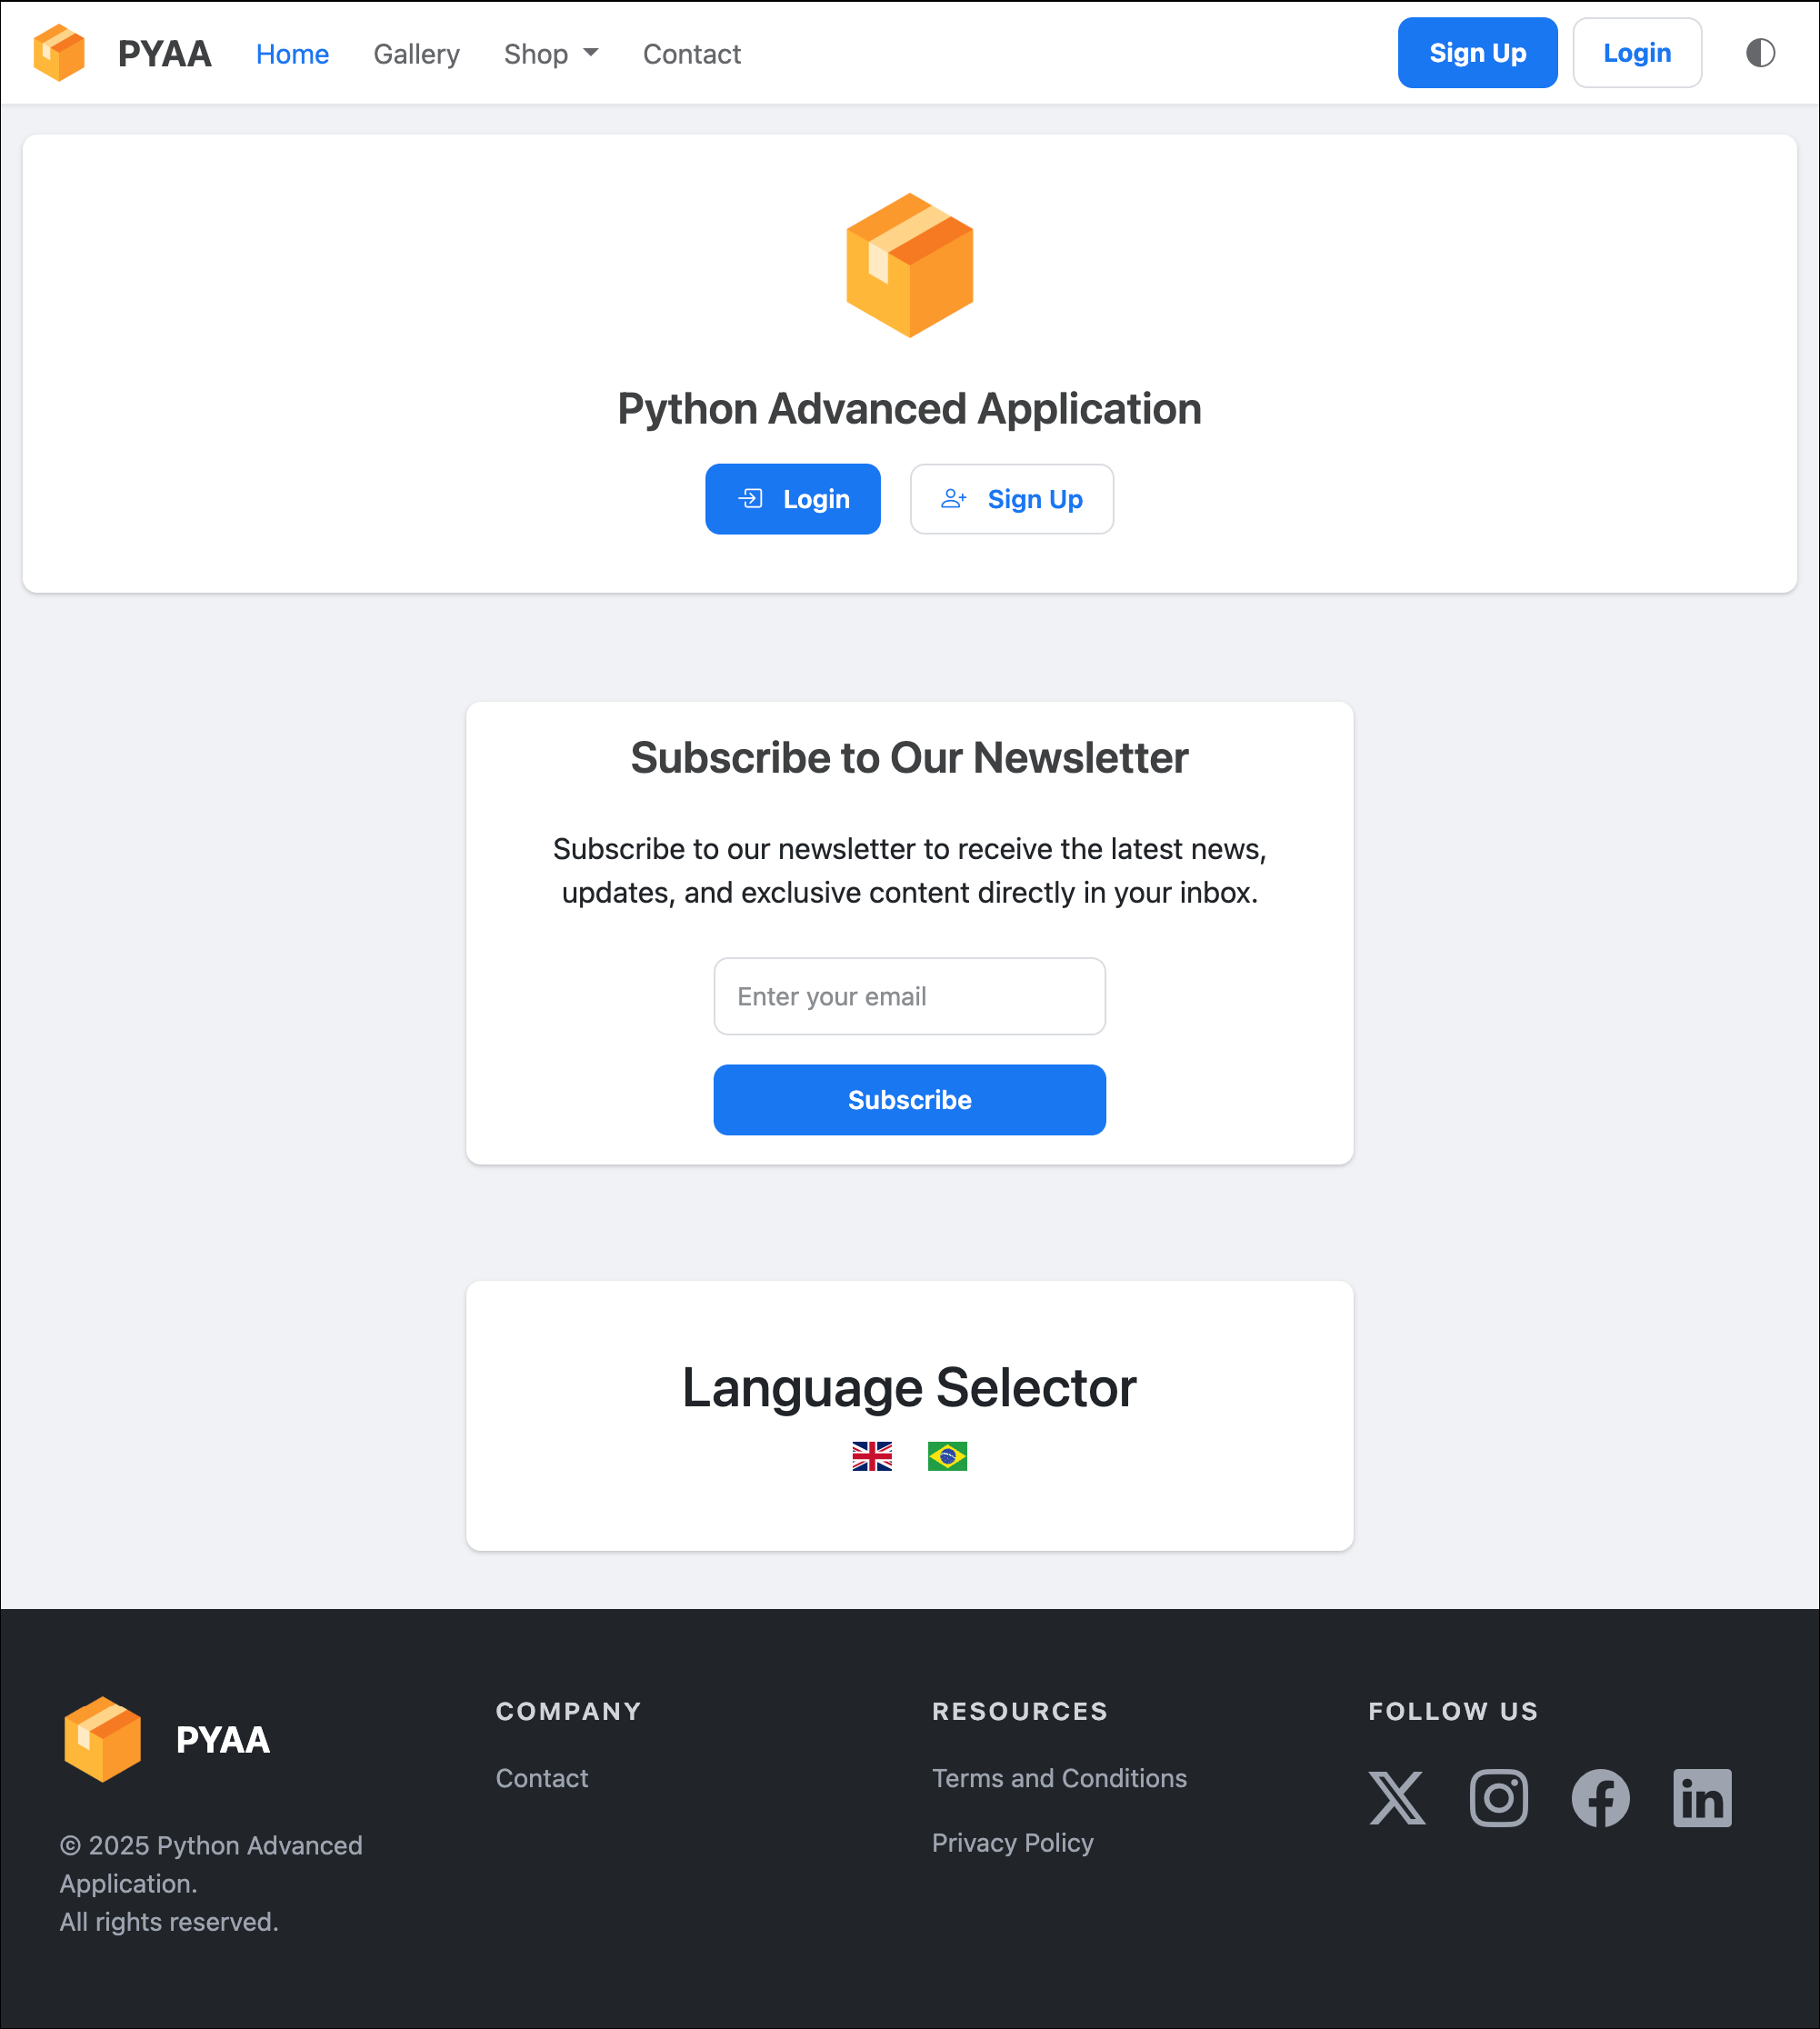 PYAA
Home
Gallery
Shop
Contact
Sign Up
Login
Python Advanced Application
Login
Sign Up
Subscribe to Our Newsletter
Subscribe to our newsletter to receive the latest news,
updates, and exclusive content directly in your inbox.
Enter your email
Subscribe
Language Selector
PYAA
© 2025 Python Advanced
Application.
All rights reserved.
COMPANY
Contact
RESOURCES
Terms and Conditions
Privacy Policy
FOLLOW US